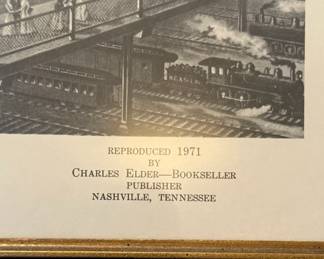 REPRODUCED 1971
BY
CHARLES ELDER—BOOKSELLER
PUBLISHER
NASHVILLE, TENNESSEE